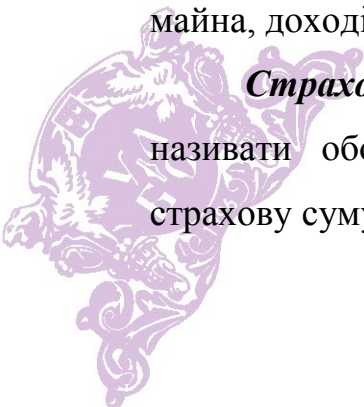 майна, доході
Страхо
називати обо
страхову суму